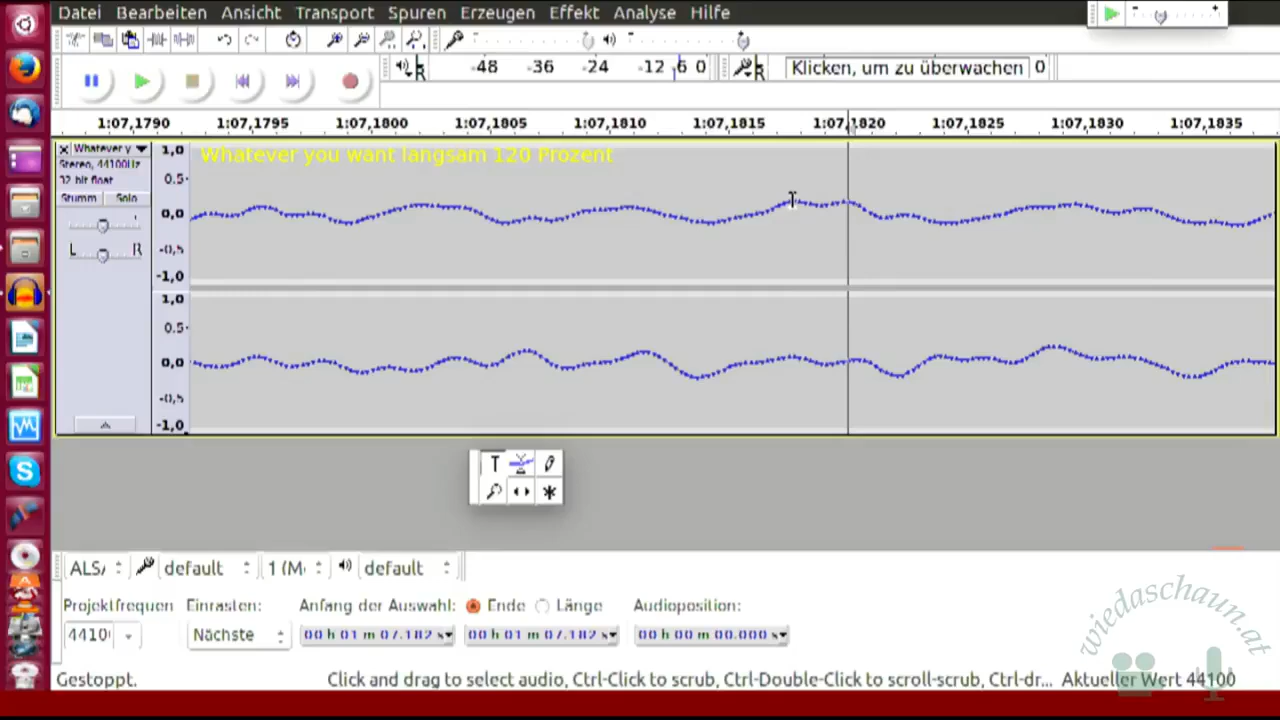 Datei Bearbeiten Ansicht Transport Spuren Erzeugen Effekt Analyse Hilfe
- +
R -48 -36 -24 -12 -6 0 R Klicken, um zu überwachen 0
1:07,1790 1:07,1795 1:07,1800 1:07,1805 1:07,1810 1:07,1815 1:07,1820 1:07,1825 1:07,1830 1:07,1835
Whatever y
Stereo, 44100Hz
32 bit float
Stumm Solo
L R
1,0
0.5
0,0
-0,5
-1,0
Whatever you want langsam 120 Prozent
1,0
0.5
0,0
-0,5
-1,0
ALSA default 1 (Mo default
Projektfrequen Einrasten: Anfang der Auswahl: Ende Länge Audioposition:
44100 Nächste 00 h 01 m 07.182 s 00 h 01 m 07.182 s 00 h 00 m 00.000 s
Gestoppt. Click and drag to select audio, Ctrl-Click to scrub, Ctrl-Double-Click to scroll-scrub, Ctrl-dr... Aktueller Wert 44100
wiedaschaun.at